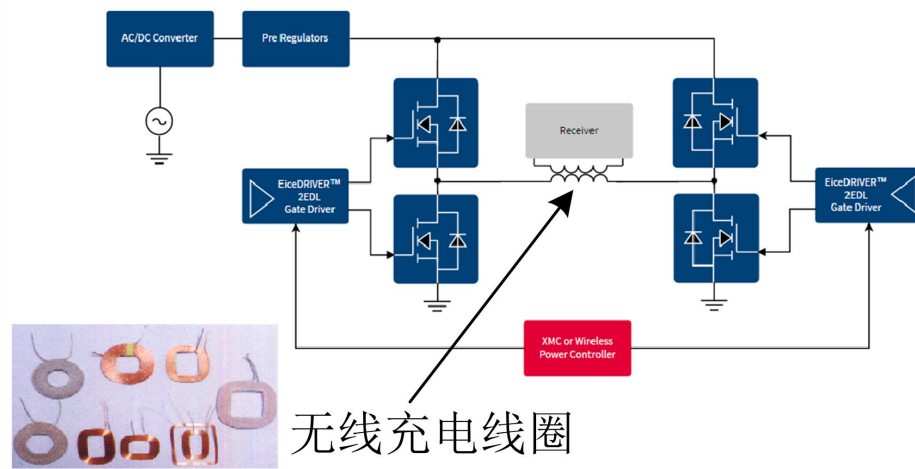 AC/DC Converter
Pre Regulators
Receiver
EiceDRIVER™
2EDL
Gate Driver
EiceDRIVER™
2EDL
Gate Driver
XMC or Wireless
Power Controller
无线充电线圈